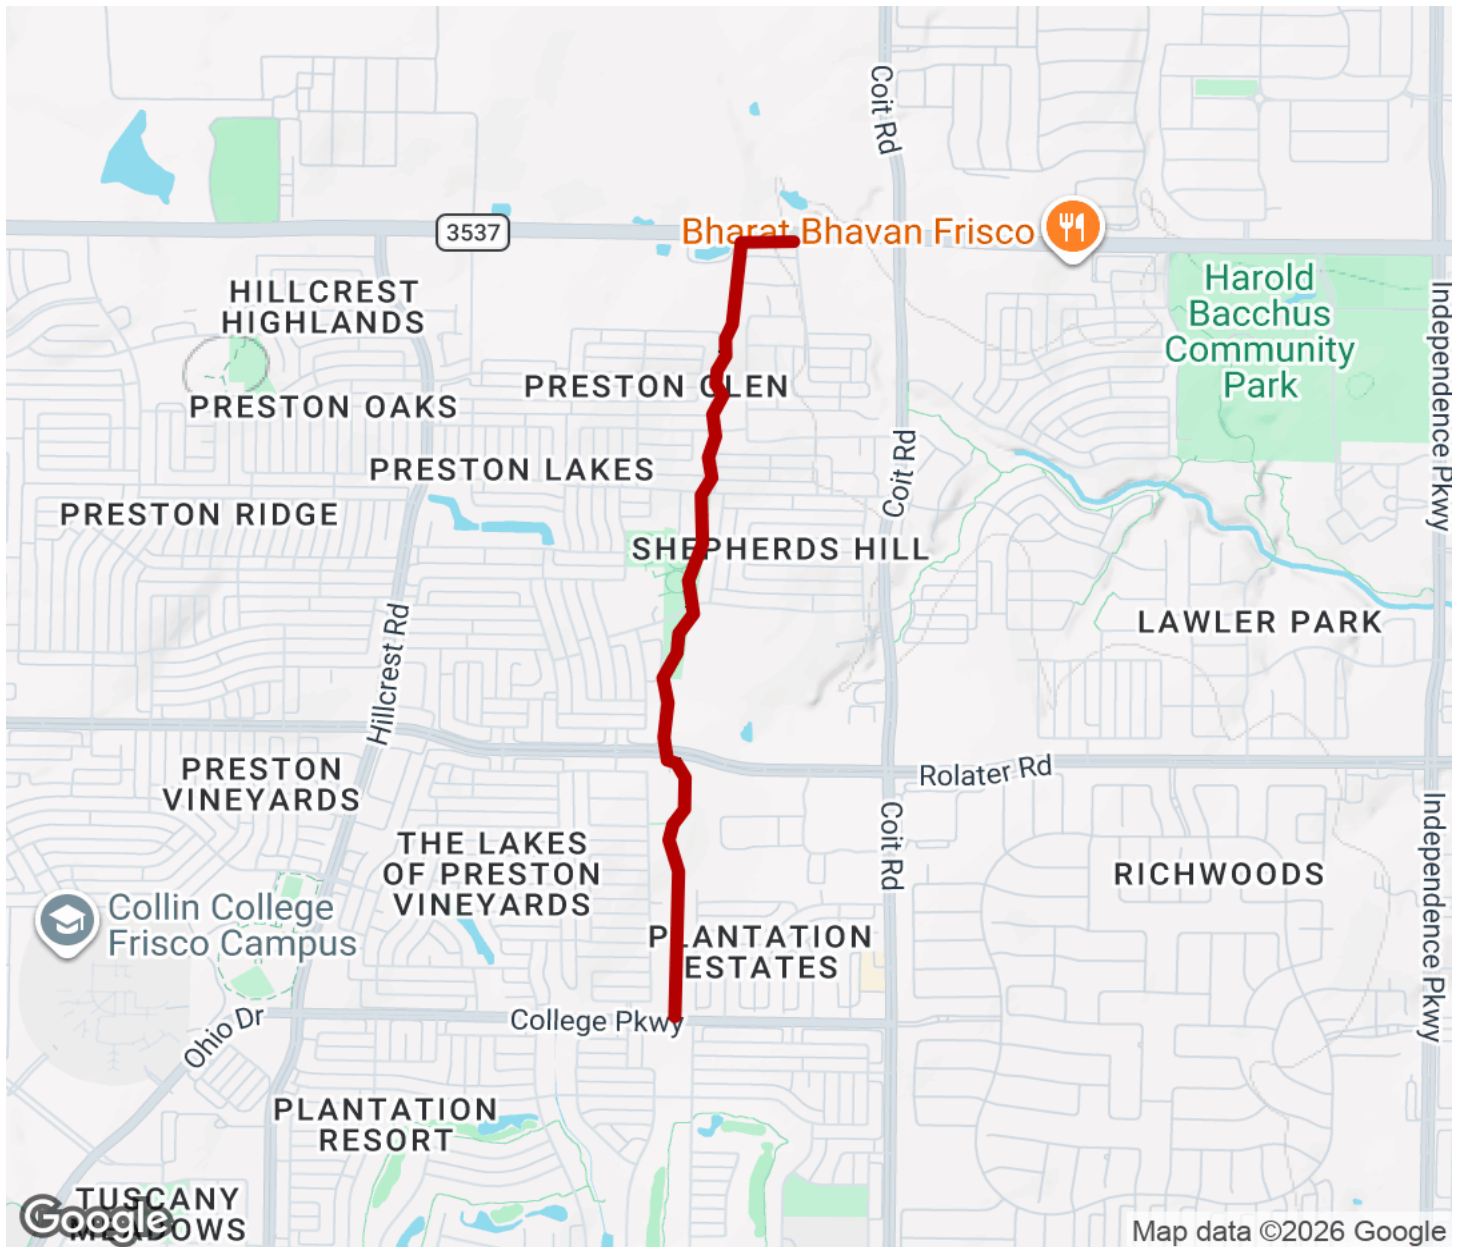 Coit Rd
3537
Bharat Bhavan Frisco
Harold
Bacchus
Community
Park
Independence Pkwy
HILLCREST
HIGHLANDS
PRESTON OAKS
PRESTON GLEN
PRESTON LAKES
Coit Rd
PRESTON RIDGE
SHEPHERDS HILL
LAWLER PARK
Hillcrest Rd
PRESTON
VINEYARDS
Rolater Rd
Coit Rd
Independence Pkwy
THE LAKES
OF PRESTON
VINEYARDS
RICHWOODS
Collin College
Frisco Campus
PLANTATION
ESTATES
Ohio Dr
College Pkwy
PLANTATION
RESORT
TUSCANY
MEADOWS
Google
Map data ©2026 Google